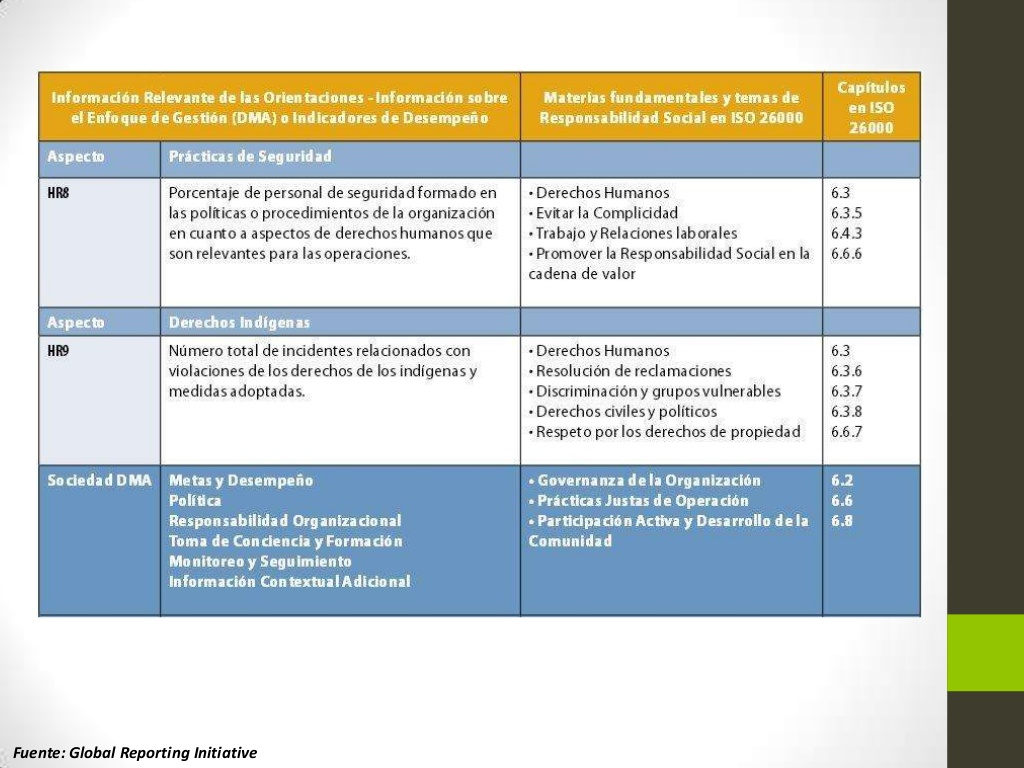 Información Relevante de las Orientaciones - Información sobre
el Enfoque de Gestión (DMA) o Indicadores de Desempeño
Materias fundamentales y temas de
Responsabilidad Social en ISO 26000
Capítulos
en ISO
26000
Aspecto
Prácticas de Seguridad
HR8
Porcentaje de personal de seguridad formado en
las políticas o procedimientos de la organización
en cuanto a aspectos de derechos humanos que
son relevantes para las operaciones.
• Derechos Humanos
• Evitar la Complicidad
• Trabajo y Relaciones laborales
• Promover la Responsabilidad Social en la
cadena de valor
6.3
6.3.5
6.4.3
6.6.6
Aspecto
Derechos Indígenas
HR9
Número total de incidentes relacionados con
violaciones de los derechos de los indígenas y
medidas adoptadas.
• Derechos Humanos
• Resolución de reclamaciones
• Discriminación y grupos vulnerables
• Derechos civiles y políticos
• Respeto por los derechos de propiedad
6.3
6.3.6
6.3.7
6.3.8
6.6.7
Sociedad DMA
Metas y Desempeño
Política
Responsabilidad Organizacional
Toma de Conciencia y Formación
Monitoreo y Seguimiento
Información Contextual Adicional
• Governanza de la Organización
• Prácticas Justas de Operación
• Participación Activa y Desarrollo de la
Comunidad
6.2
6.6
6.8
Fuente: Global Reporting Initiative